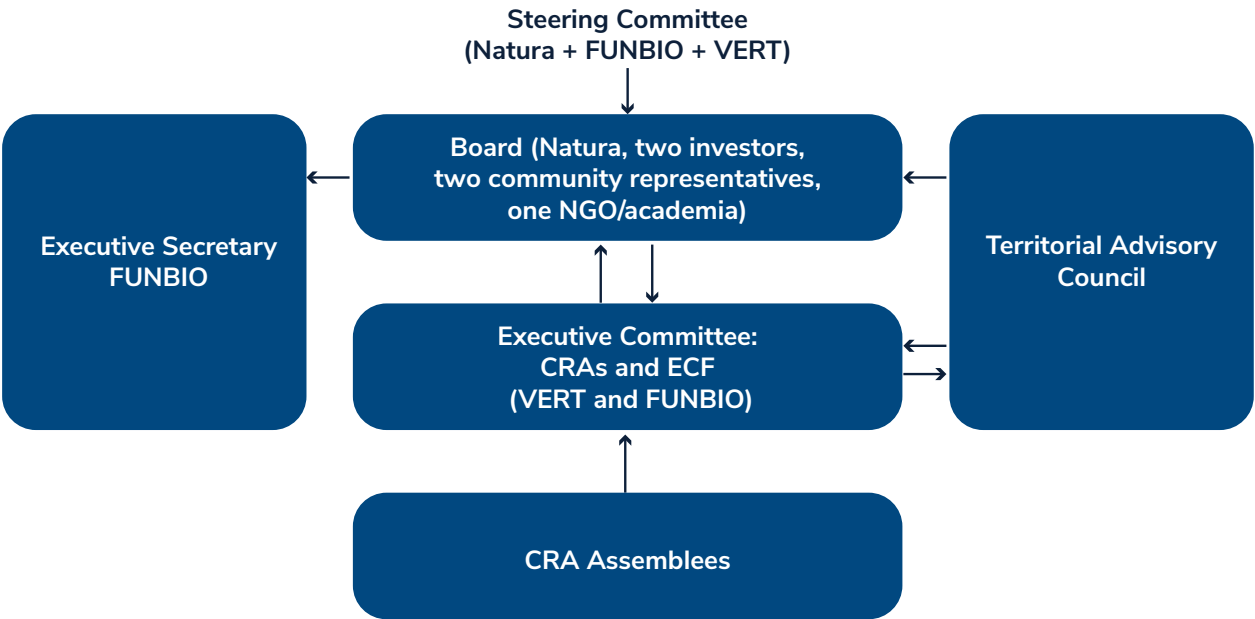 Steering Committee
(Natura + FUNBIO + VERT)
Board (Natura, two investors,
two community representatives,
one NGO/academia)
Executive Secretary
FUNBIO
Territorial Advisory
Council
Executive Committee:
CRAs and ECF
(VERT and FUNBIO)
CRA Assemblees